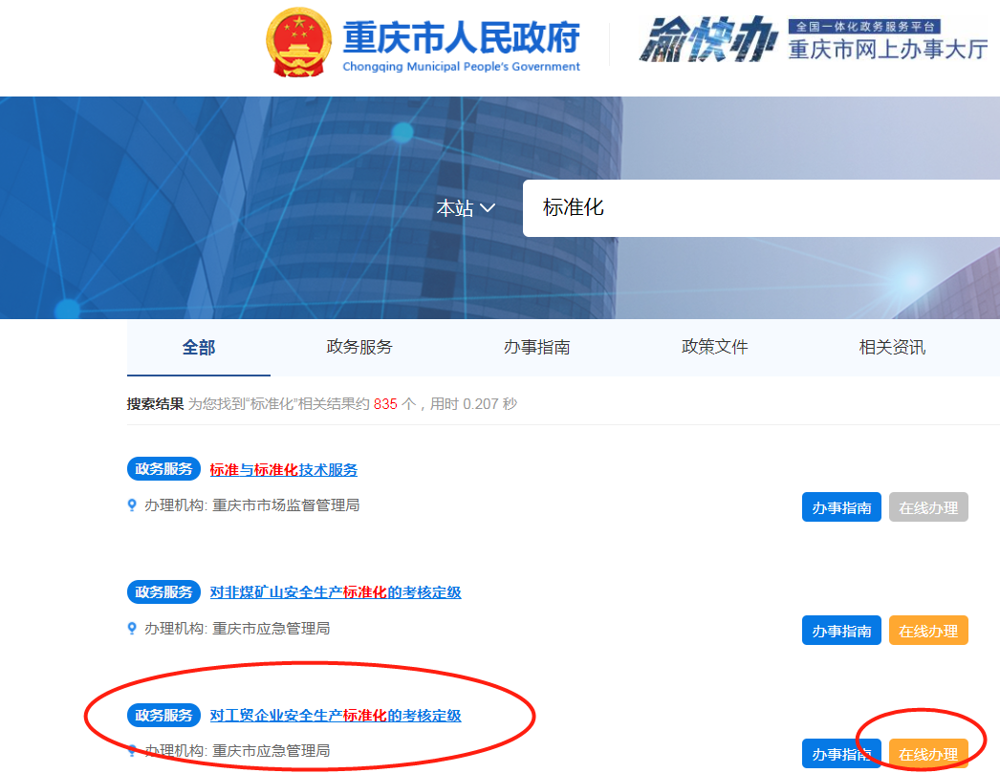 重庆市人民政府
Chongqing Municipal People's Government
渝快办
全国一体化政务服务平台
重庆市网上办事大厅
本站
标准化
全部
政务服务
办事指南
政策文件
相关资讯
搜索结果 为您找到“标准化”相关结果约 835 个，用时 0.207 秒
政务服务 标准与标准化技术服务
办理机构: 重庆市市场监督管理局
办事指南 在线办理
政务服务 对非煤矿山安全生产标准化的考核定级
办理机构: 重庆市应急管理局
办事指南 在线办理
政务服务 对工贸企业安全生产标准化的考核定级
办理机构: 重庆市应急管理局
办事指南 在线办理